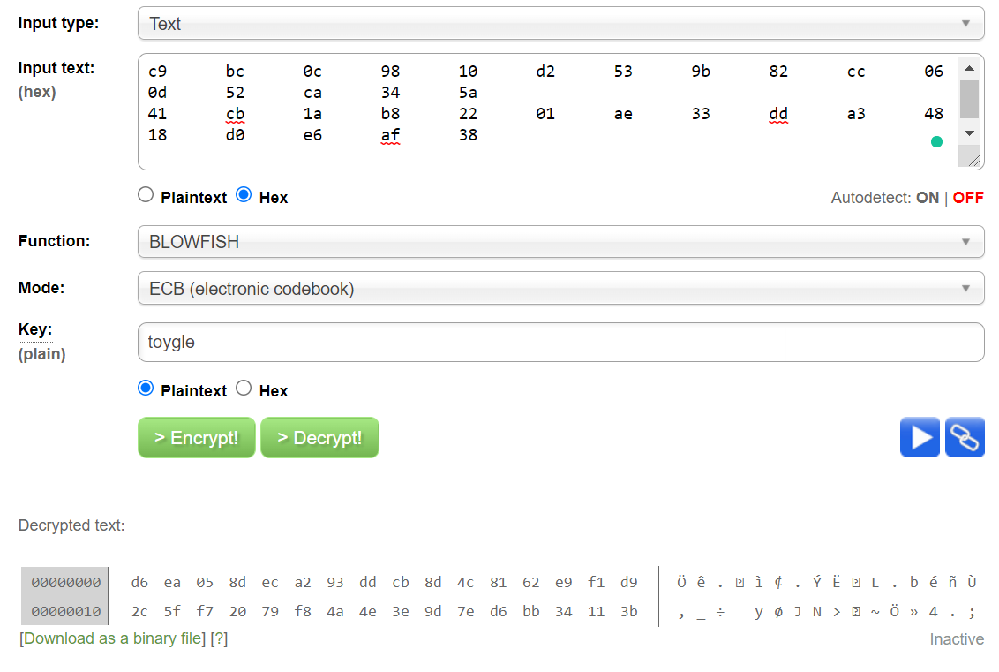 Input type:
Text
Input text:
(hex)
c9 bc 0c 98 10 d2 53 9b 82 cc 06
0d 52 ca 34 5a
41 cb 1a b8 22 01 ae 33 dd a3 48
18 d0 e6 af 38
Plaintext Hex
Autodetect: ON | OFF
Function:
BLOWFISH
Mode:
ECB (electronic codebook)
Key:
(plain)
toygle
Plaintext Hex
> Encrypt! > Decrypt!
Decrypted text:
00000000 d6 ea 05 8d ec a2 93 dd cb 8d 4c 81 62 e9 f1 d9 Ö ê . ì ¢ . Ý Ë L . b é ñ Ù
00000010 2c 5f f7 20 79 f8 4a 4e 3e 9d 7e d6 bb 34 11 3b , _ ÷ y ø J N > ~ Ö » 4 . ;
[Download as a binary file] [?]
Inactive